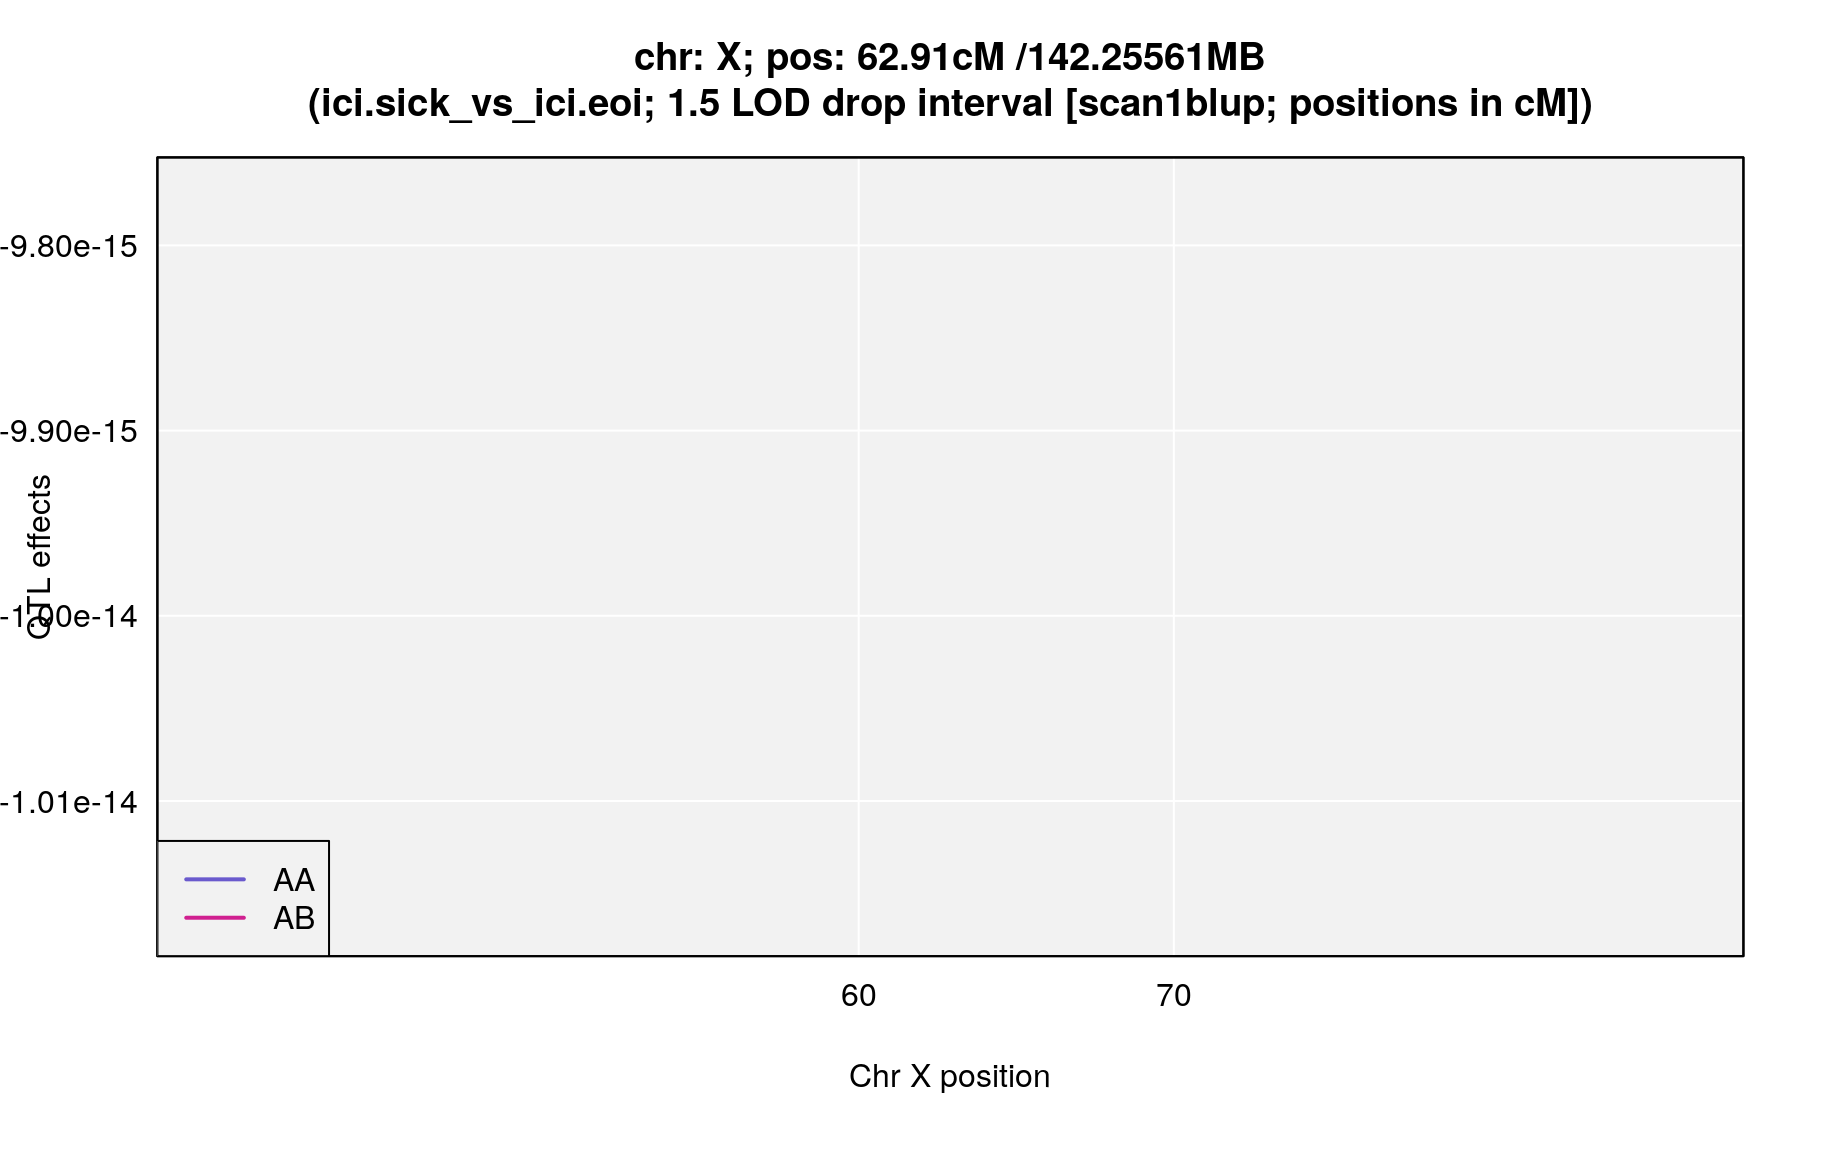 chr: X; pos: 62.91cM /142.25561MB
(ici.sick_vs_ici.eoi; 1.5 LOD drop interval [scan1blup; positions in cM])
QTL effects
-9.80e-15
-9.90e-15
-1.00e-14
-1.01e-14
AA
AB
60
70
Chr X position